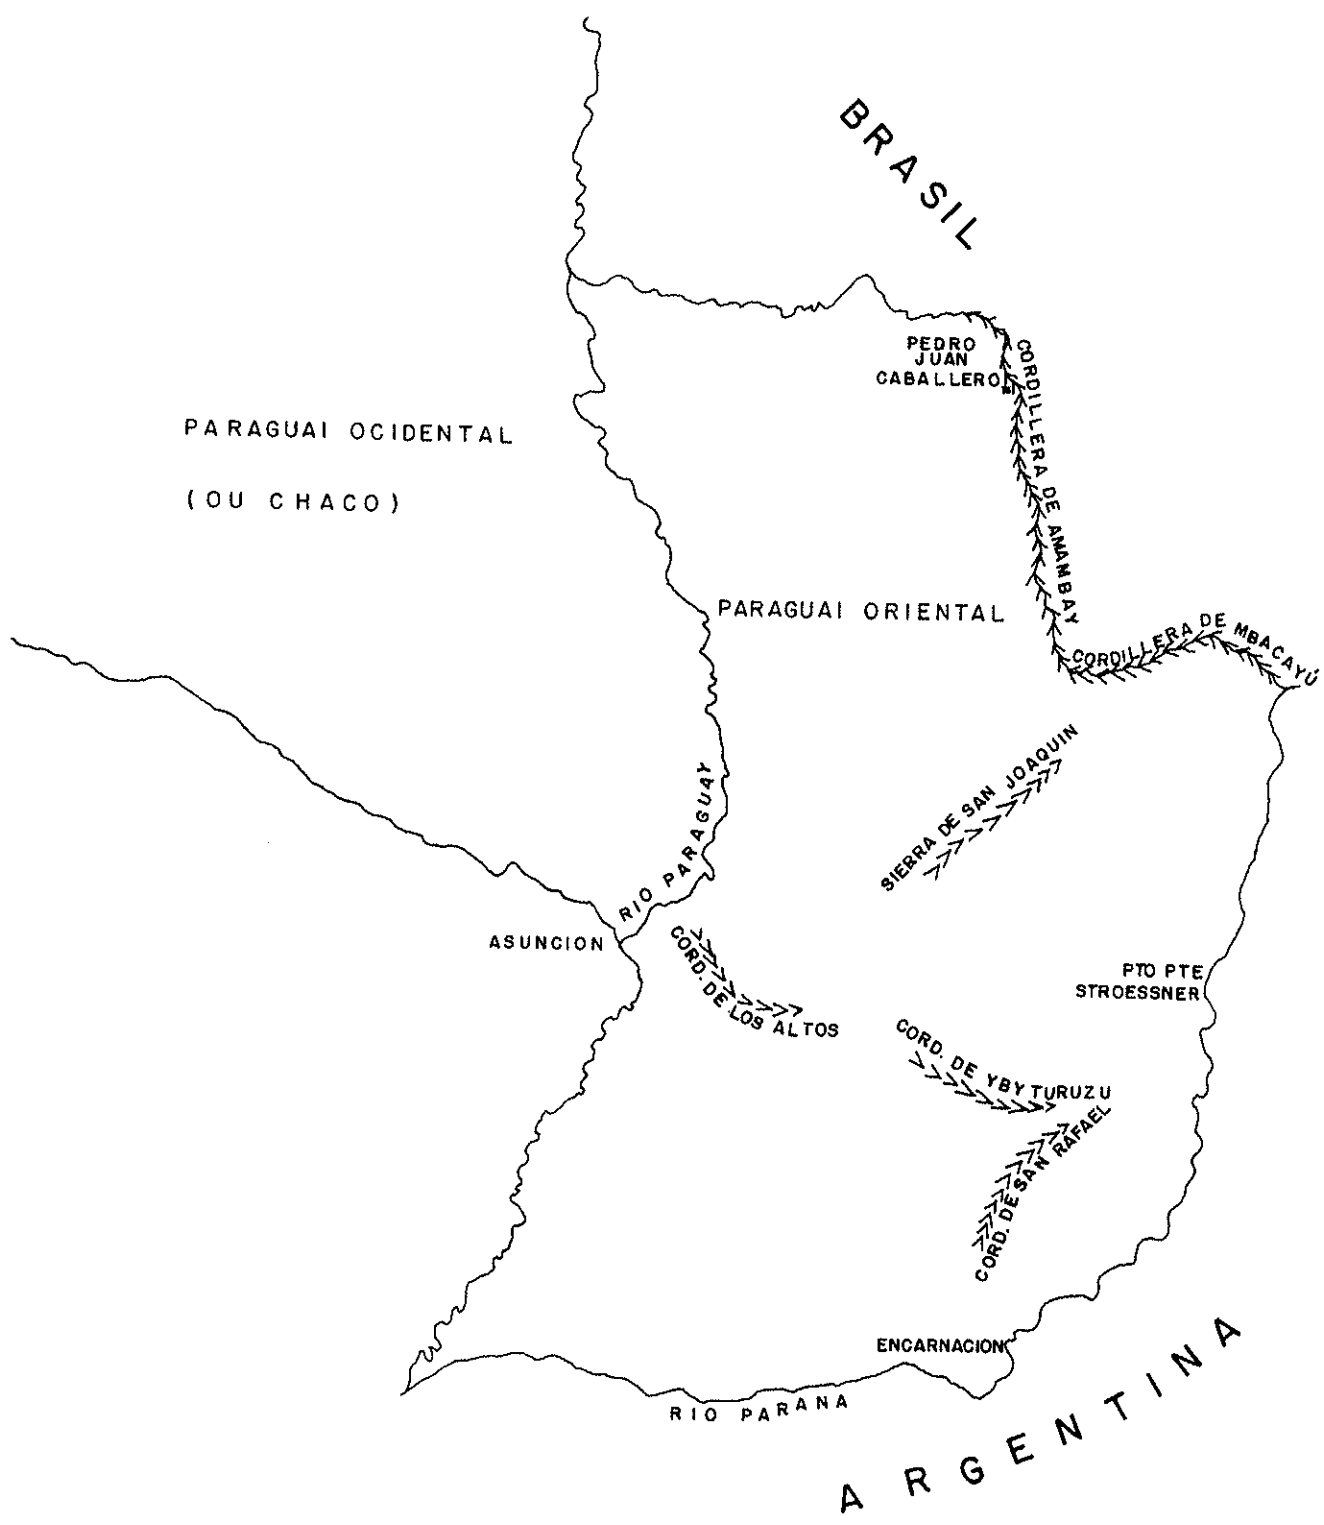 BRASIL
PEDRO
JUAN
CABALLERO
CORDILLERA DE AMAMBAY
PARAGUAI OCIDENTAL
(OU CHACO)
PARAGUAI ORIENTAL
CORDILLERA DE MBACAYÚ
SIERRA DE SAN JOAQUIN
RIO PARAGUAY
ASUNCION
CORD. DE LOS ALTOS
PTO PTE
STROESSNER
CORD. DE YBYTURUZU
CORD. DE SAN RAFAEL
ENCARNACION
RIO PARANA
ARGENTINA